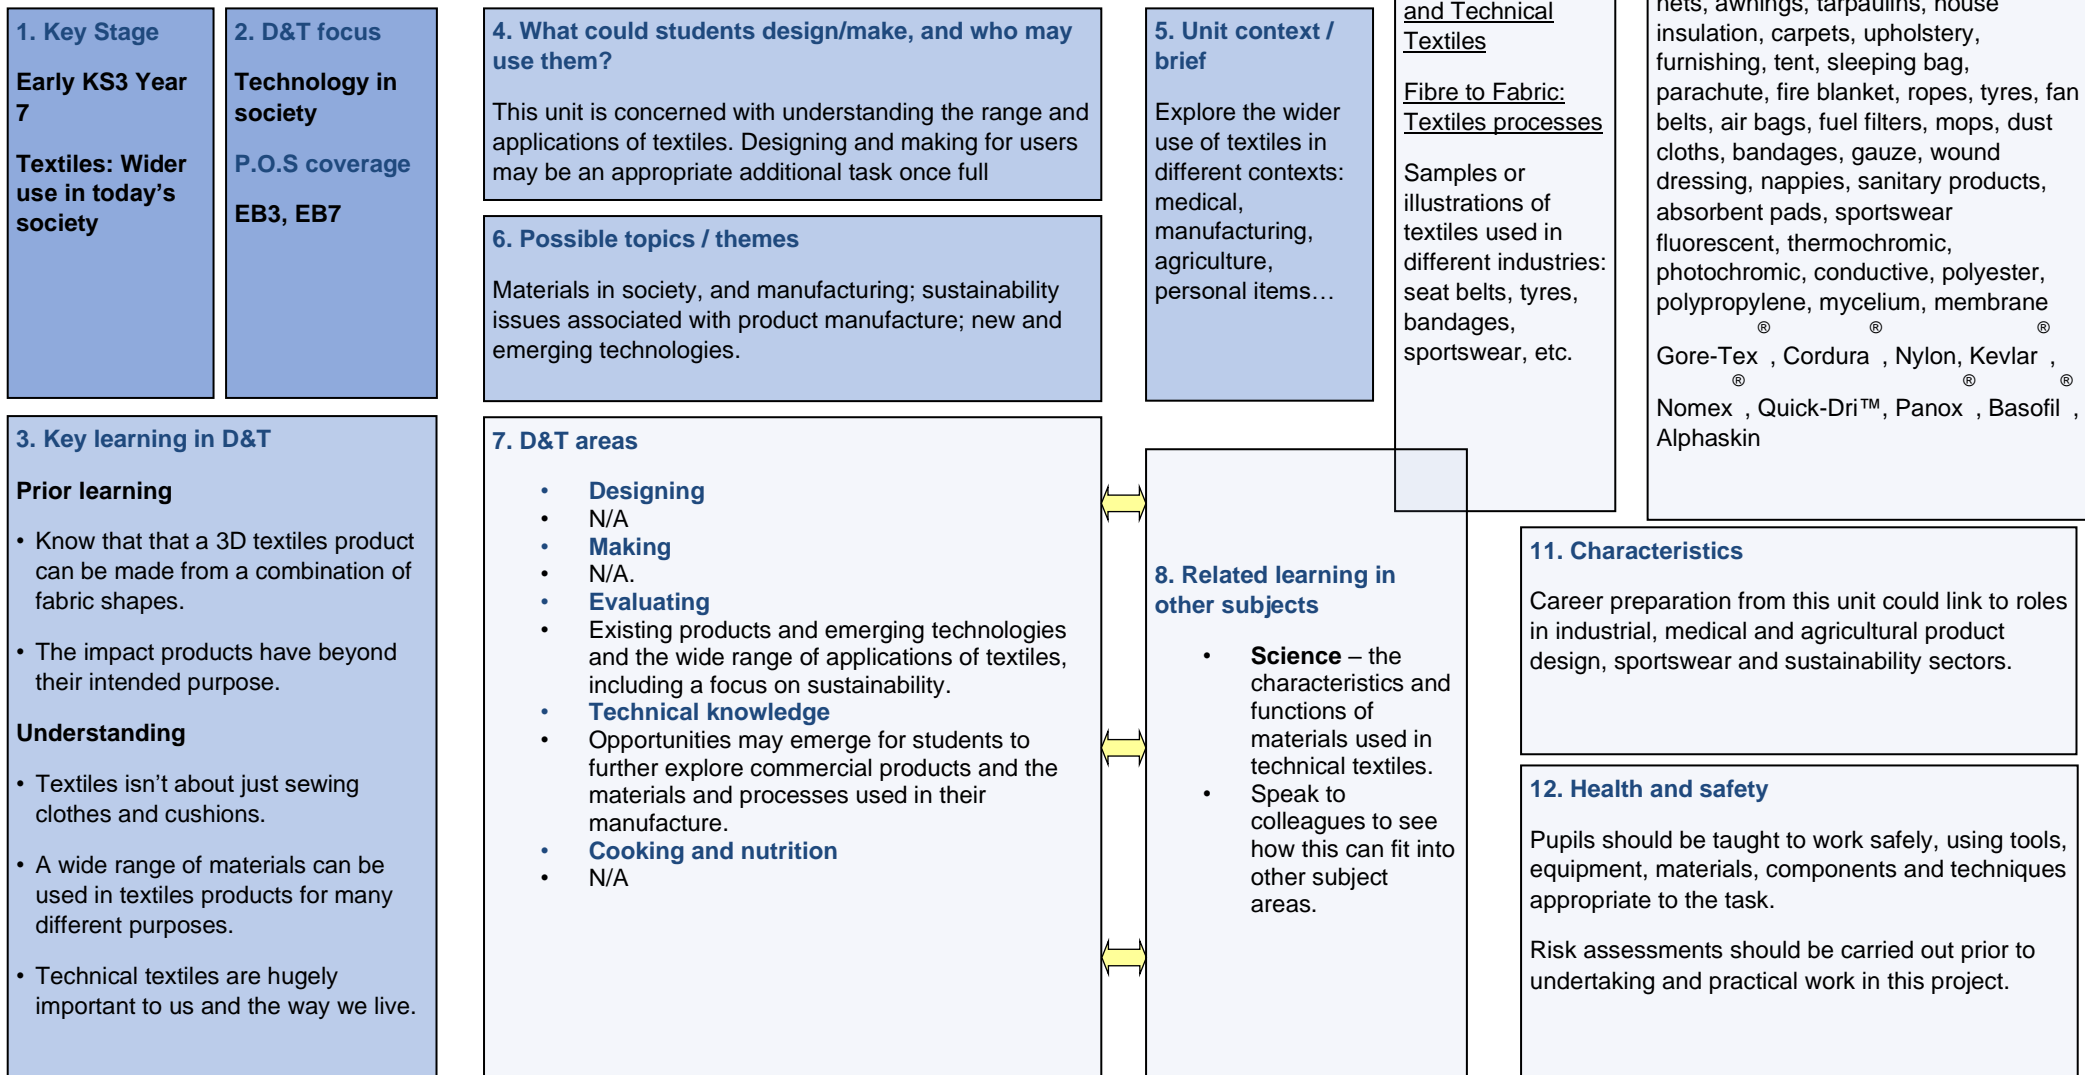 1. Key Stage
Early KS3 Year
7
Textiles: Wider
use in today’s
society
2. D&T focus
Technology in
society
P.O.S coverage
EB3, EB7
3. Key learning in D&T
Prior learning
• Know that that a 3D textiles product
can be made from a combination of
fabric shapes.
• The impact products have beyond
their intended purpose.
Understanding
• Textiles isn’t about just sewing
clothes and cushions.
• A wide range of materials can be
used in textiles products for many
different purposes.
• Technical textiles are hugely
important to us and the way we live.
4. What could students design/make, and who may
use them?
This unit is concerned with understanding the range and
applications of textiles. Designing and making for users
may be an appropriate additional task once full
5. Unit context /
brief
Explore the wider
use of textiles in
different contexts:
medical,
manufacturing,
agriculture,
personal items…
6. Possible topics / themes
Materials in society, and manufacturing; sustainability
issues associated with product manufacture; new and
emerging technologies.
7. D&T areas
• Designing
• N/A
• Making
• N/A.
• Evaluating
• Existing products and emerging technologies
and the wide range of applications of textiles,
including a focus on sustainability.
• Technical knowledge
• Opportunities may emerge for students to
further explore commercial products and the
materials and processes used in their
manufacture.
• Cooking and nutrition
• N/A
8. Related learning in
other subjects
• Science – the
characteristics and
functions of
materials used in
technical textiles.
• Speak to
colleagues to see
how this can fit into
other subject
areas.
and Technical
Textiles
Fibre to Fabric:
Textiles processes
Samples or
illustrations of
textiles used in
different industries:
seat belts, tyres,
bandages,
sportswear, etc.
nets, awnings, tarpaulins, house
insulation, carpets, upholstery,
furnishing, tent, sleeping bag,
parachute, fire blanket, ropes, tyres, fan
belts, air bags, fuel filters, mops, dust
cloths, bandages, gauze, wound
dressing, nappies, sanitary products,
absorbent pads, sportswear
fluorescent, thermochromic,
photochromic, conductive, polyester,
polypropylene, mycelium, membrane
Gore-Tex®, Cordura®, Nylon, Kevlar®,
Nomex®, Quick-Dri™, Panox®, Basofil®,
Alphaskin
11. Characteristics
Career preparation from this unit could link to roles
in industrial, medical and agricultural product
design, sportswear and sustainability sectors.
12. Health and safety
Pupils should be taught to work safely, using tools,
equipment, materials, components and techniques
appropriate to the task.
Risk assessments should be carried out prior to
undertaking and practical work in this project.